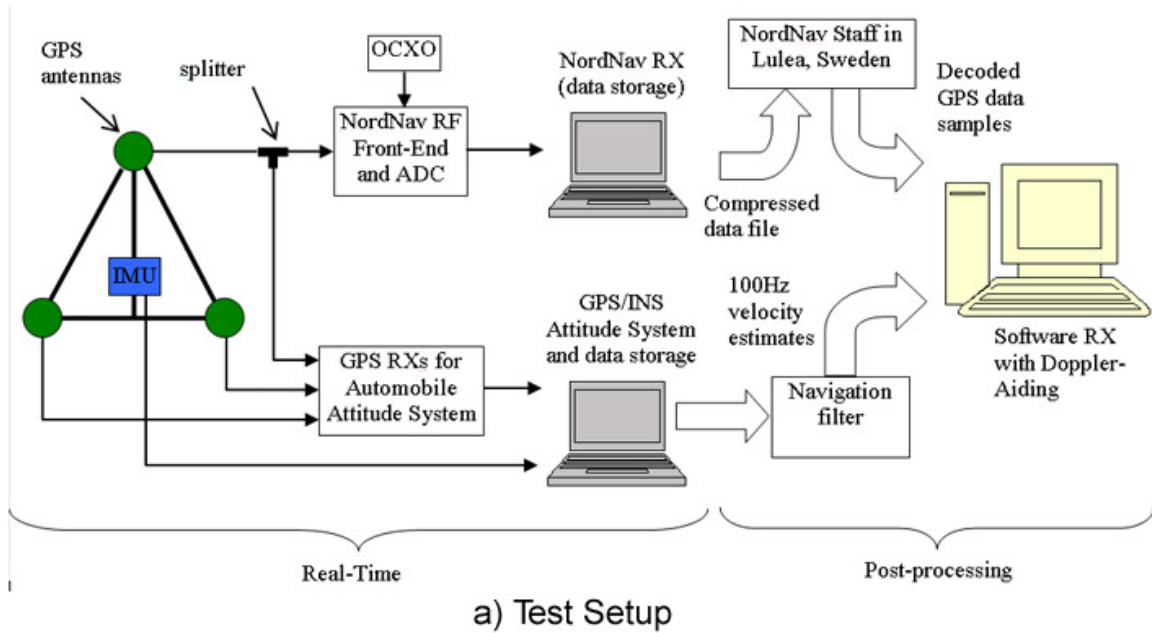 GPS
antennas
splitter
OCXO
NordNav RF
Front-End
and ADC
NordNav RX
(data storage)
NordNav Staff in
Lulea, Sweden
Decoded
GPS data
samples
Compressed
data file
IMU
GPS RXs for
Automobile
Attitude System
GPS/INS
Attitude System
and data storage
100Hz
velocity
estimates
Navigation
filter
Software RX
with Doppler-
Aiding
Real-Time
Post-processing
a) Test Setup